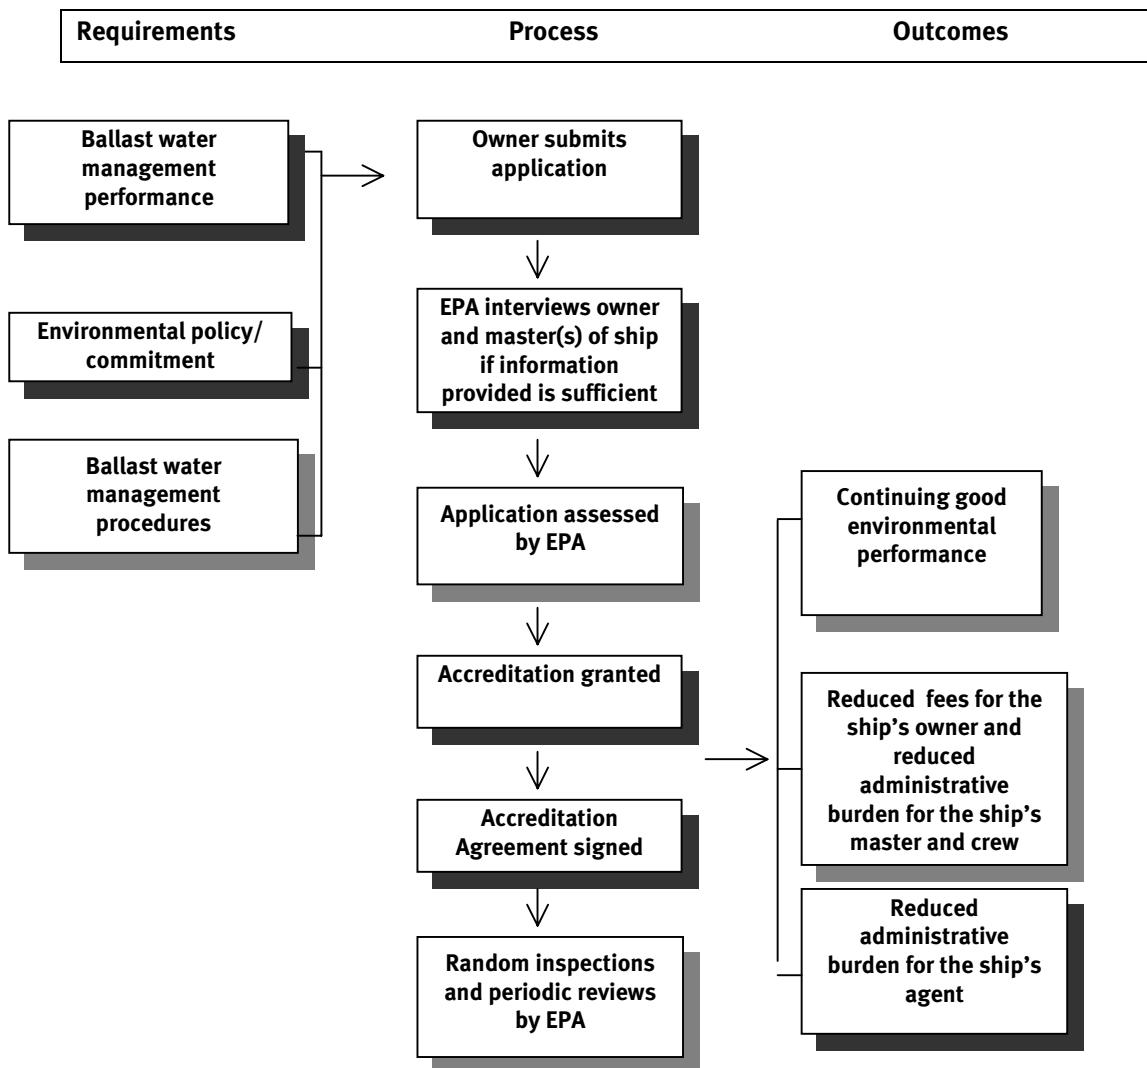 Requirements Process Outcomes
Ballast water
management
performance
Environmental policy/
commitment
Ballast water
management
procedures
Owner submits
application
EPA interviews owner
and master(s) of ship
if information
provided is sufficient
Application assessed
by EPA
Accreditation granted
Accreditation
Agreement signed
Random inspections
and periodic reviews
by EPA
Continuing good
environmental
performance
Reduced fees for the
ship’s owner and
reduced
administrative
burden for the ship’s
master and crew
Reduced
administrative
burden for the ship’s
agent